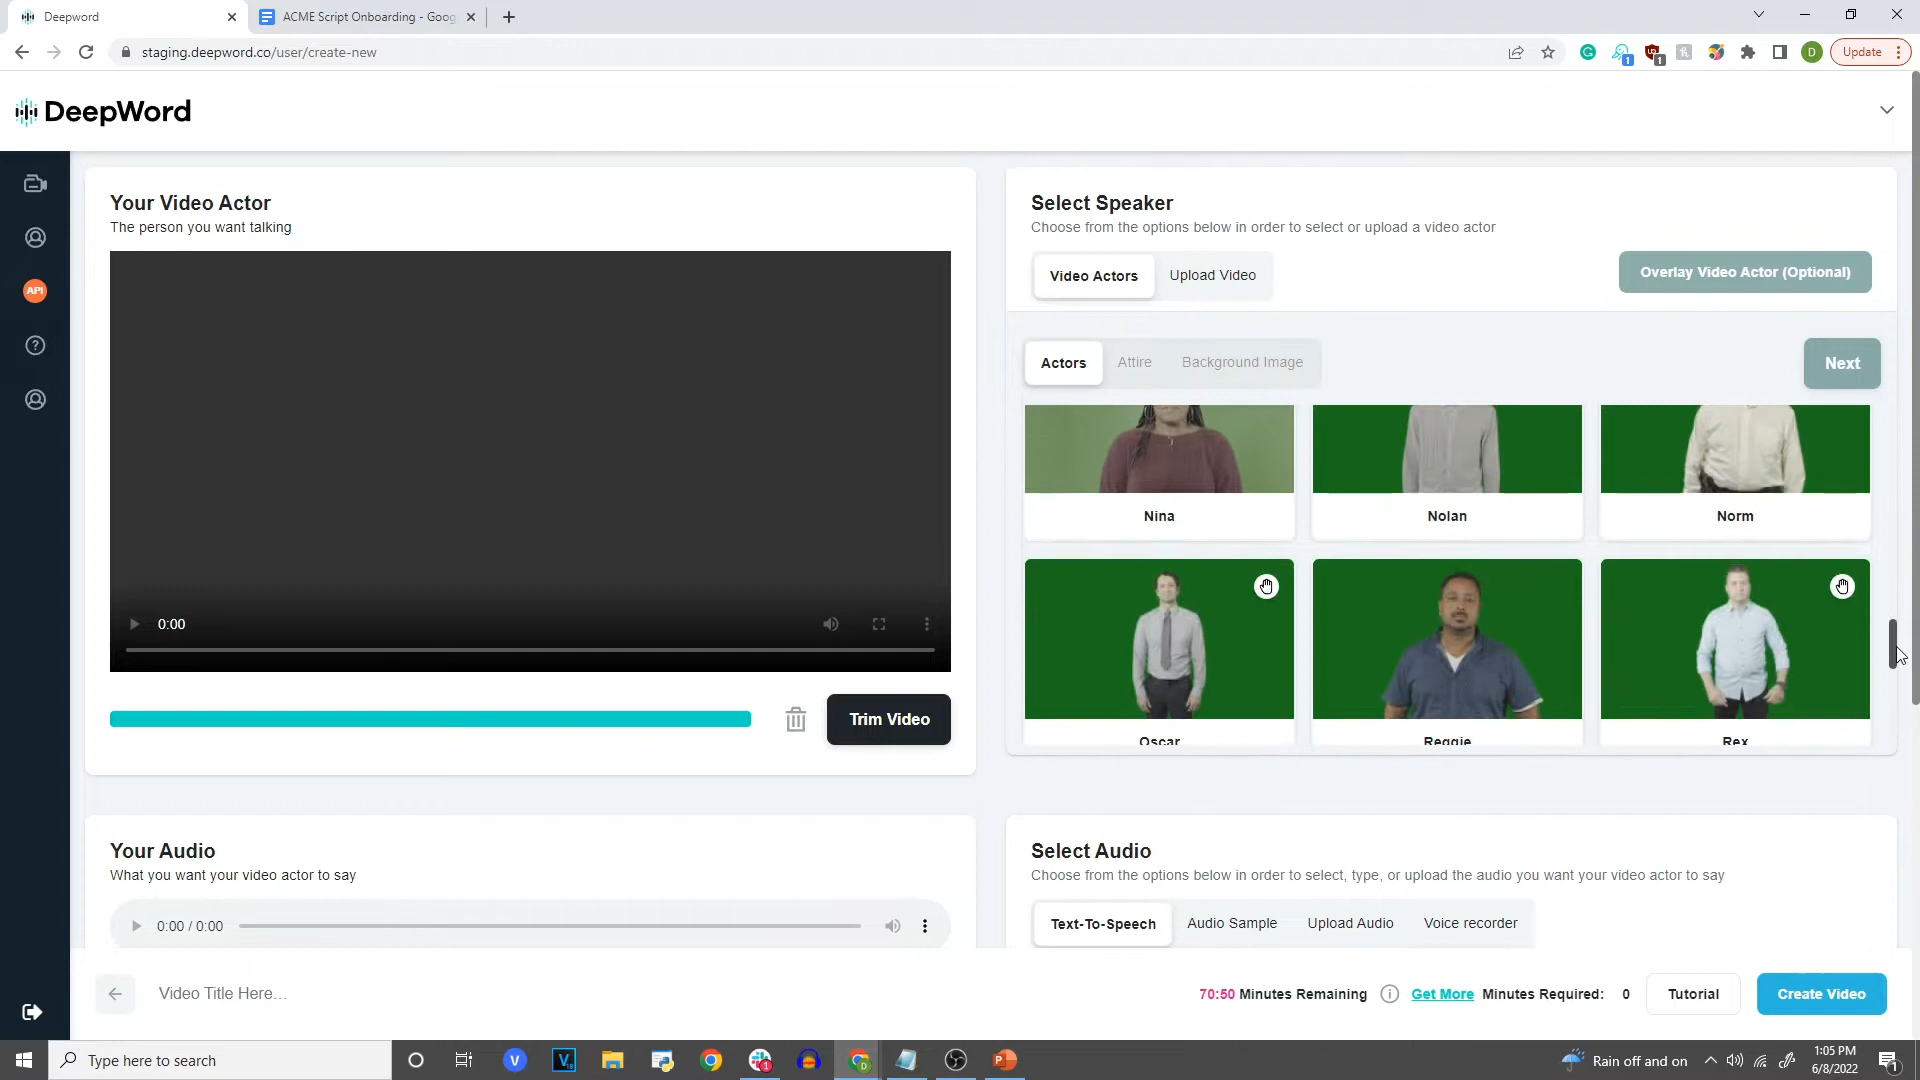 Deepword
ACME Script Onboarding - Goog
staging.deepword.co/user/create-new
1
1
D
Update
DeepWord
API
Your Video Actor
The person you want talking
0:00
Trim Video
Select Speaker
Choose from the options below in order to select or upload a video actor
Video Actors
Upload Video
Overlay Video Actor (Optional)
Actors
Attire
Background Image
Next
Nina
Nolan
Norm
Oscar
Reggie
Rex
Your Audio
What you want your video actor to say
0:00 / 0:00
Select Audio
Choose from the options below in order to select, type, or upload the audio you want your video actor to say
Text-To-Speech
Audio Sample
Upload Audio
Voice recorder
Video Title Here...
70:50 Minutes Remaining
Get More
Minutes Required: 0
Tutorial
Create Video
Type here to search
Rain off and on
1:05 PM
6/8/2022